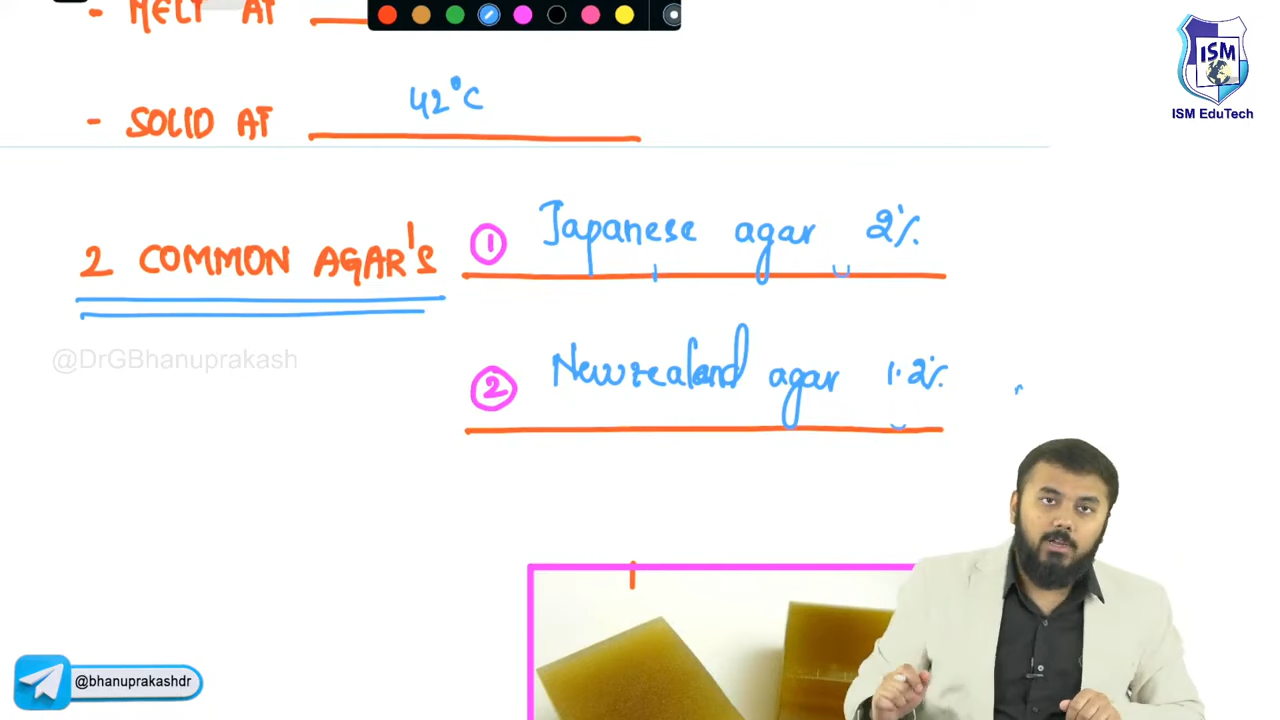 - MELT AT
ISM
ISM EduTech
42°C
- SOLID AT
2 COMMON AGAR'S
1 Japanese agar 2%
@DrGBhanuprakash
2 Newzealand agar 1.2%
@bhanuprakashdr